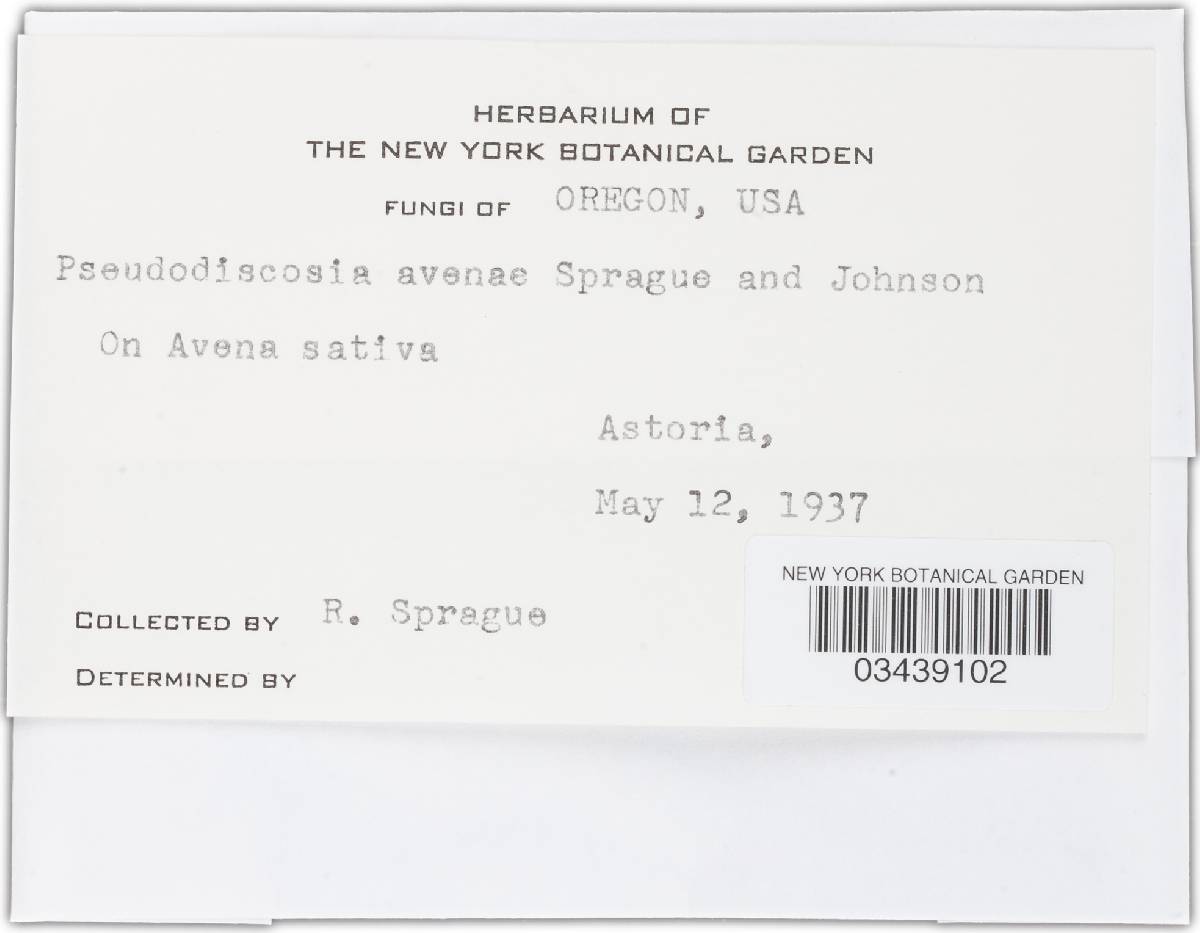 HERBARIUM OF
THE NEW YORK BOTANICAL GARDEN
FUNGI OF OREGON, USA
Pseudodiscosia avenae Sprague and Johnson
On Avena sativa
Astoria,
May 12, 1937
NEW YORK BOTANICAL GARDEN
03439102
COLLECTED BY R. Sprague
DETERMINED BY